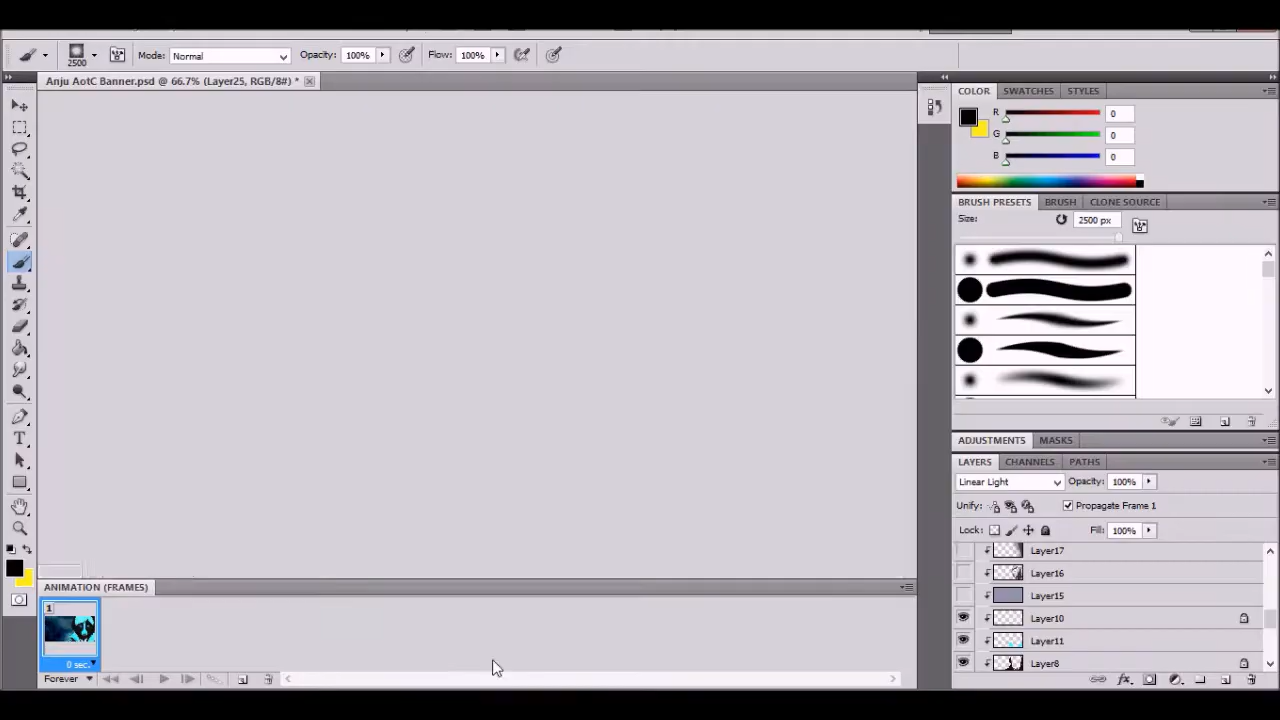 2500 Mode: Normal Opacity: 100% Flow: 100%
Anju AotC Banner.psd @ 66.7% (Layer25, RGB/8#) *
COLOR SWATCHES STYLES
R 0
G 0
B 0
BRUSH PRESETS BRUSH CLONE SOURCE
Size: 2500 px
ADJUSTMENTS MASKS
LAYERS CHANNELS PATHS
Linear Light Opacity: 100%
Unify: Propagate Frame 1
Lock: Fill: 100%
Layer17
Layer16
Layer15
Layer10
Layer11
Layer8
ANIMATION (FRAMES)
1
0 sec.
Forever